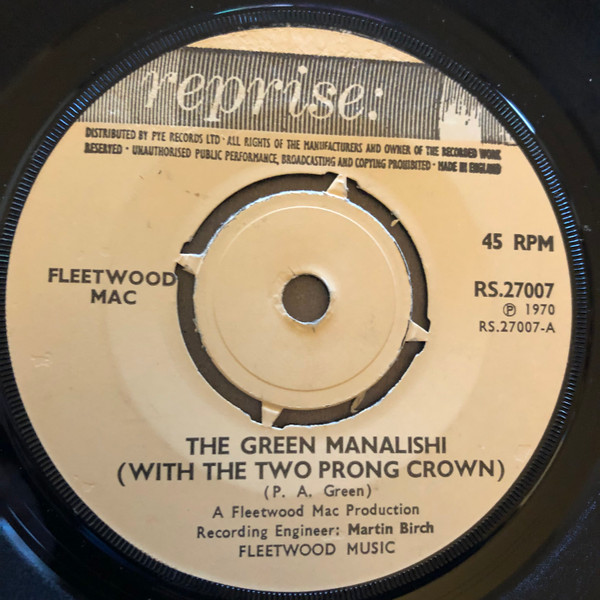 reprise:
DISTRIBUTED BY PYE RECORDS LTD · ALL RIGHTS OF THE MANUFACTURERS AND OWNER OF THE RECORDED WORK
RESERVED · UNAUTHORISED PUBLIC PERFORMANCE, BROADCASTING AND COPYING PROHIBITED · MADE IN ENGLAND
45 RPM
FLEETWOOD
MAC
RS.27007
℗ 1970
RS.27007-A
THE GREEN MANALISHI
(WITH THE TWO PRONG CROWN)
(P. A. Green)
A Fleetwood Mac Production
Recording Engineer: Martin Birch
FLEETWOOD MUSIC